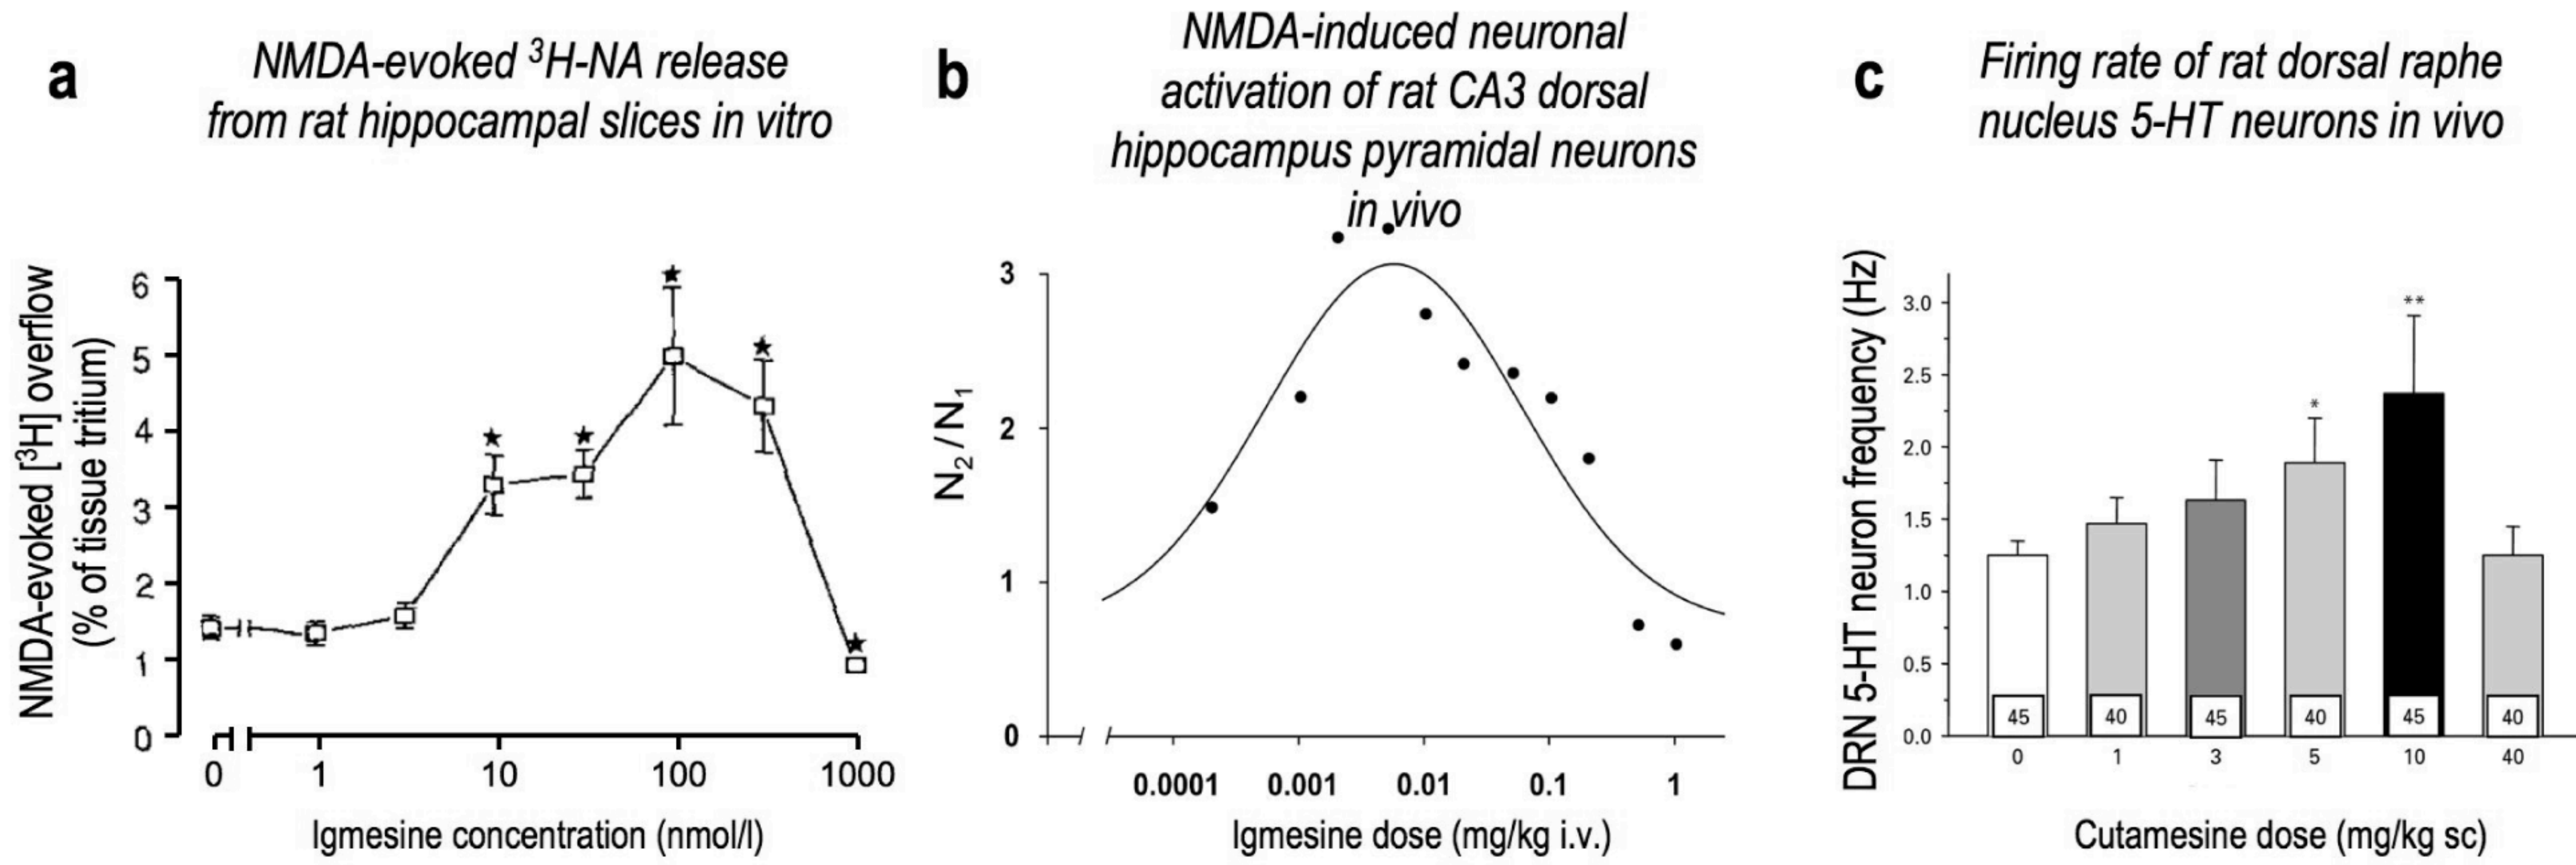 a
NMDA-evoked ³H-NA release
from rat hippocampal slices in vitro
NMDA-evoked [³H] overflow
(% of tissue tritium)
6
5
4
3
2
1
0
0 1 10 100 1000
Igmesine concentration (nmol/l)
b
NMDA-induced neuronal
activation of rat CA3 dorsal
hippocampus pyramidal neurons
in vivo
N₂/N₁
3
2
1
0
0.0001 0.001 0.01 0.1 1
Igmesine dose (mg/kg i.v.)
c
Firing rate of rat dorsal raphe
nucleus 5-HT neurons in vivo
DRN 5-HT neuron frequency (Hz)
3.0
2.5
2.0
1.5
1.0
0.5
0.0
*
**
45 40 45 40 45 40
0 1 3 5 10 40
Cutamesine dose (mg/kg sc)